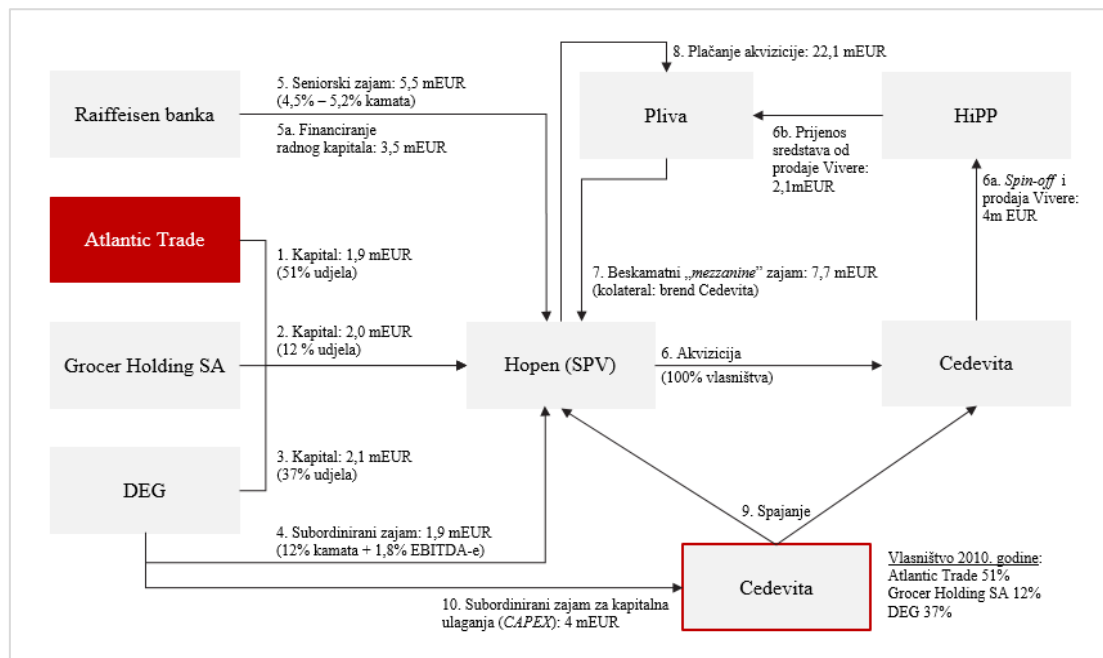 8. Plačanje akvizicije: 22,1 mEUR
5. Seniorski zajam: 5,5 mEUR
(4,5% – 5,2% kamata)
Raiffeisen banka
5a. Financiranje
radnog kapitala: 3,5 mEUR
Pliva
6b. Prijenos
sredstava od
prodaje Vivere:
2,1mEUR
HiPP
6a. Spin-off i
prodaja Vivere:
4m EUR
Atlantic Trade
1. Kapital: 1,9 mEUR
(51% udjela)
7. Beskamatni „mezzanine” zajam: 7,7 mEUR
(kolateral: brend Cedevita)
Grocer Holding SA
2. Kapital: 2,0 mEUR
(12 % udjela)
Hopen (SPV)
6. Akvizicija
(100% vlasništva)
Cedevita
DEG
3. Kapital: 2,1 mEUR
(37% udjela)
4. Subordinirani zajam: 1,9 mEUR
(12% kamata + 1,8% EBITDA-e)
9. Spajanje
10. Subordinirani zajam za kapitalna
ulaganja (CAPEX): 4 mEUR
Cedevita
Vlasništvo 2010. godine:
Atlantic Trade 51%
Grocer Holding SA 12%
DEG 37%